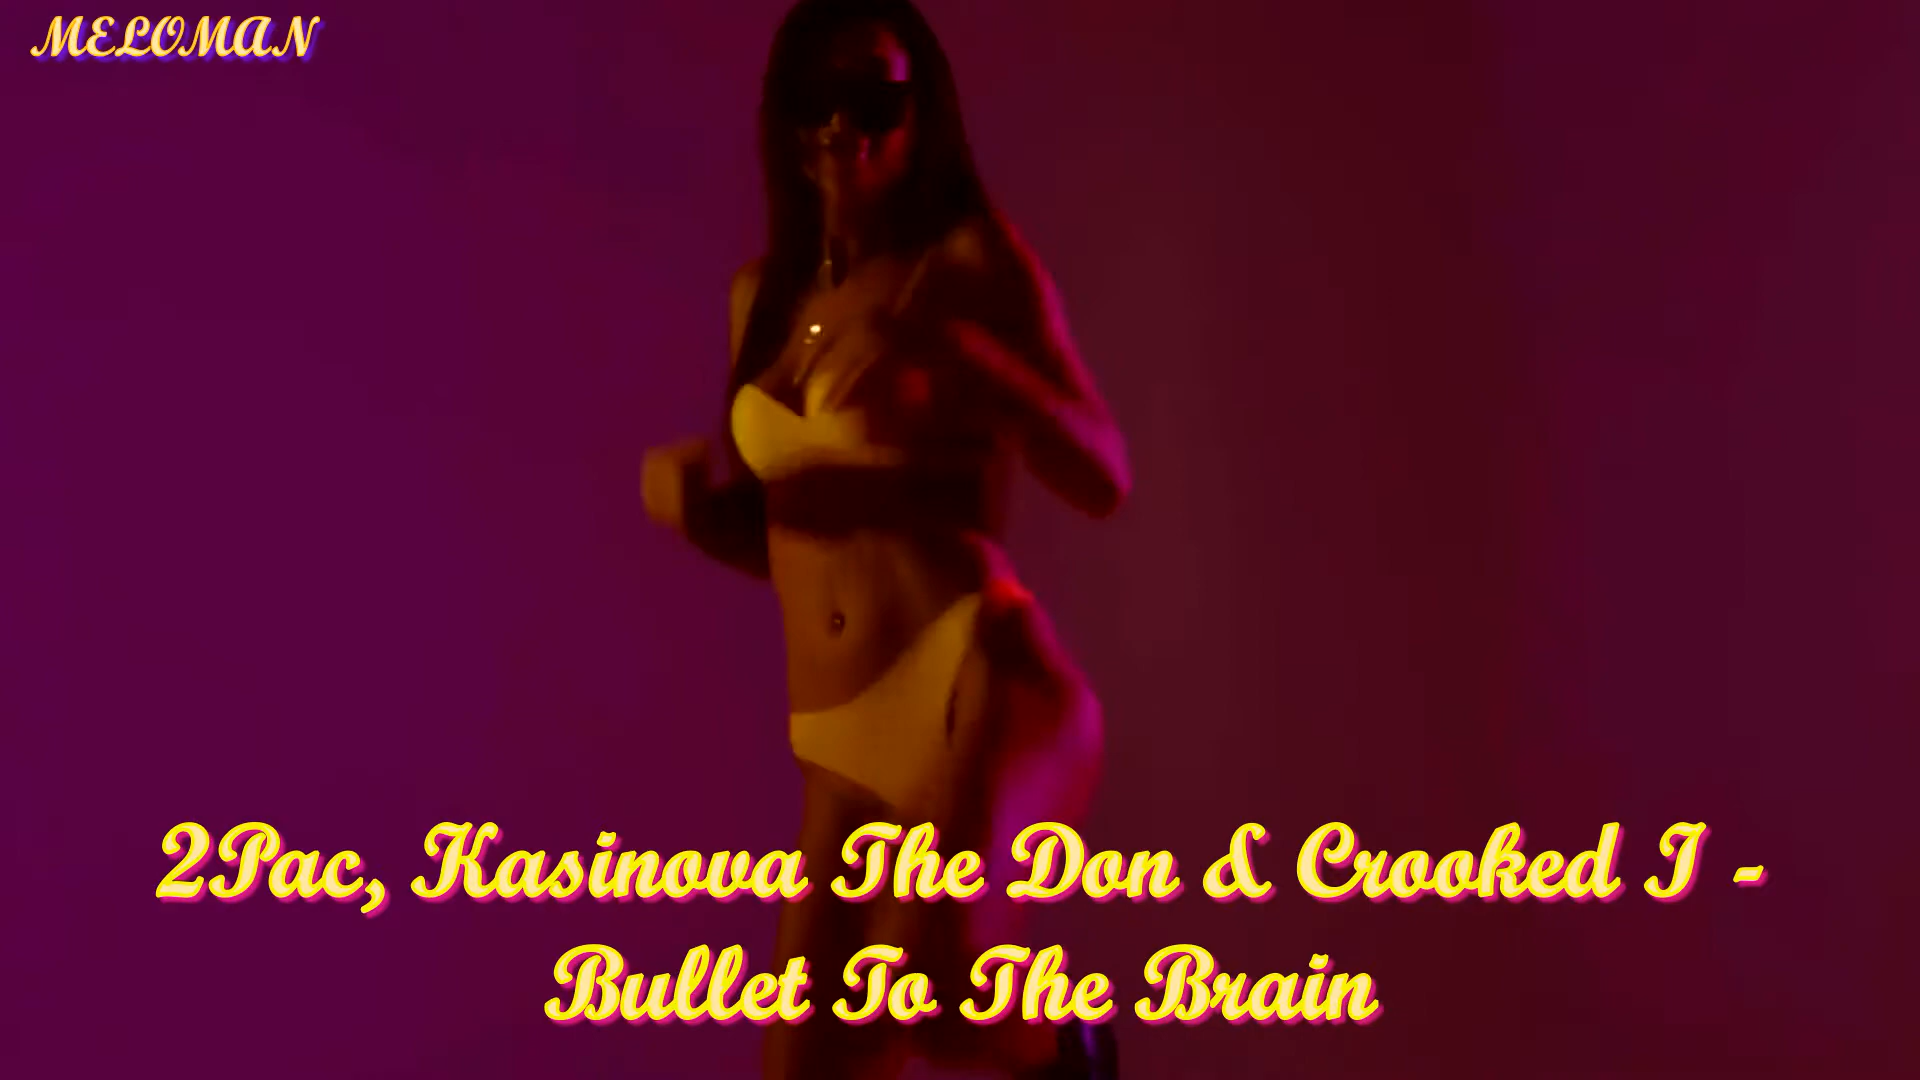 MELOMAN
2Pac, Kasinova The Don & Crooked I -
Bullet To The Brain